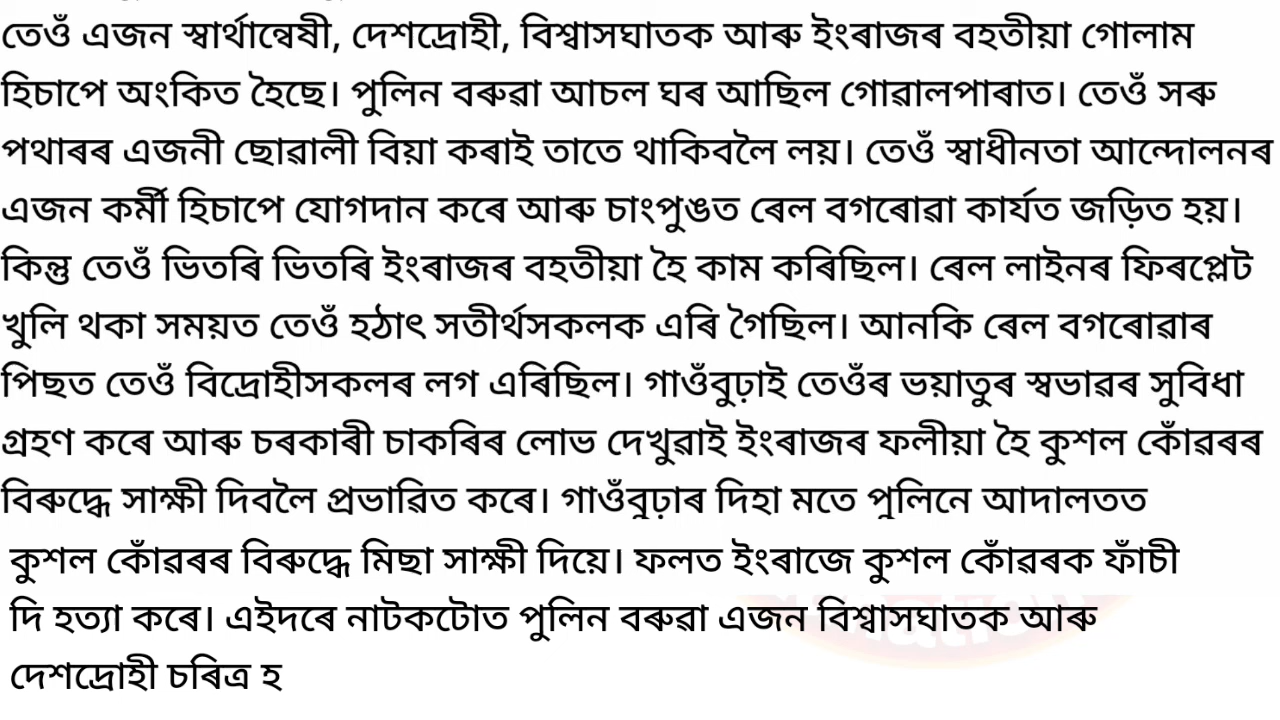 তেওঁ এজন স্বাৰ্থান্বেষী, দেশদ্ৰোহী, বিশ্বাসঘাতক আৰু ইংৰাজৰ বহতীয়া গোলাম
হিচাপে অংকিত হৈছে। পুলিন বৰুৱা আচল ঘৰ আছিল গোৱালপাৰাত। তেওঁ সৰু
পথাৰৰ এজনী ছোৱালী বিয়া কৰাই তাতে থাকিবলৈ লয়। তেওঁ স্বাধীনতা আন্দোলনৰ
এজন কৰ্মী হিচাপে যোগদান কৰে আৰু চাংপুঙত ৰেল বগৰোৱা কাৰ্যত জড়িত হয়।
কিন্তু তেওঁ ভিতৰি ভিতৰি ইংৰাজৰ বহতীয়া হৈ কাম কৰিছিল। ৰেল লাইনৰ ফিৰপ্লেট
খুলি থকা সময়ত তেওঁ হঠাৎ সতীৰ্থসকলক এৰি গৈছিল। আনকি ৰেল বগৰোৱাৰ
পিছত তেওঁ বিদ্ৰোহীসকলৰ লগ এৰিছিল। গাওঁবুঢ়াই তেওঁৰ ভয়াতুৰ স্বভাৱৰ সুবিধা
গ্ৰহণ কৰে আৰু চৰকাৰী চাকৰিৰ লোভ দেখুৱাই ইংৰাজৰ ফলীয়া হৈ কুশল কোঁৱৰৰ
বিৰুদ্ধে সাক্ষী দিবলৈ প্ৰভাৱিত কৰে। গাওঁবুঢ়াৰ দিহা মতে পুলিনে আদালতত
কুশল কোঁৱৰৰ বিৰুদ্ধে মিছা সাক্ষী দিয়ে। ফলত ইংৰাজে কুশল কোঁৱৰক ফাঁচী
দি হত্যা কৰে। এইদৰে নাটকটোত পুলিন বৰুৱা এজন বিশ্বাসঘাতক আৰু
দেশদ্ৰোহী চৰিত্ৰ হ